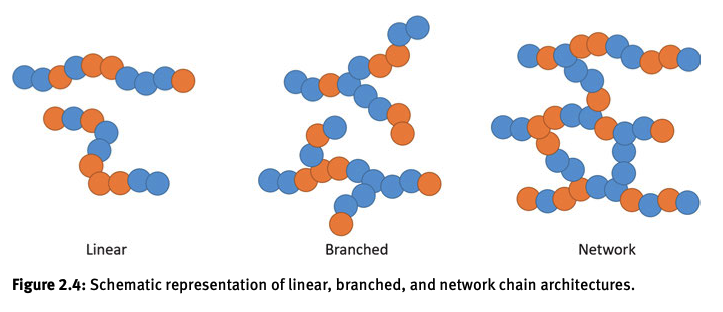 Linear
Branched
Network
Figure 2.4: Schematic representation of linear, branched, and network chain architectures.